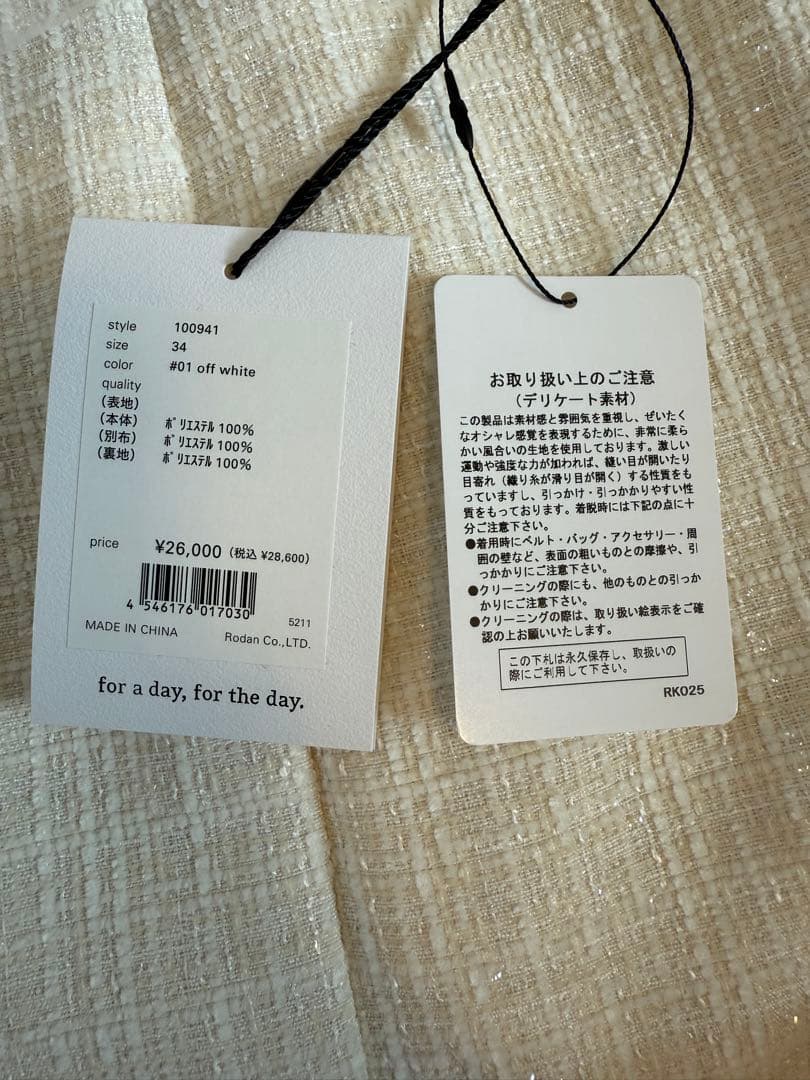 style 100941
size 34
color #01 off white
quality
(表地)
(本体) ポリエステル 100%
(別布) ポリエステル 100%
(裏地) ポリエステル 100%
price ¥26,000 (税込 ¥28,600)
4 546176 017030
5211
MADE IN CHINA Rodan Co.,LTD.
for a day, for the day.
お取り扱い上のご注意
(デリケート素材)
この製品は素材感と雰囲気を重視し、ぜいたく
なオシャレ感覚を表現するために、非常に柔ら
かい風合いの生地を使用しております。激しい
運動や強度な力が加われば、縫い目が開いたり
目寄れ(織り糸が滑り目が開く)する性質をも
っていますし、引っかけ・引っかかりやすい性
質をもっております。着脱時には下記の点に十
分ご注意下さい。
●着用時にベルト・バッグ・アクセサリー・周
囲の壁など、表面の粗いものとの摩擦や、引
っかかりにご注意下さい。
●クリーニングの際にも、他のものとの引っか
かりにご注意下さい。
●クリーニングの際は、取り扱い絵表示をご確
認の上お願いいたします。
この下札は永久保存し、取扱いの
際にご利用して下さい。
RK025